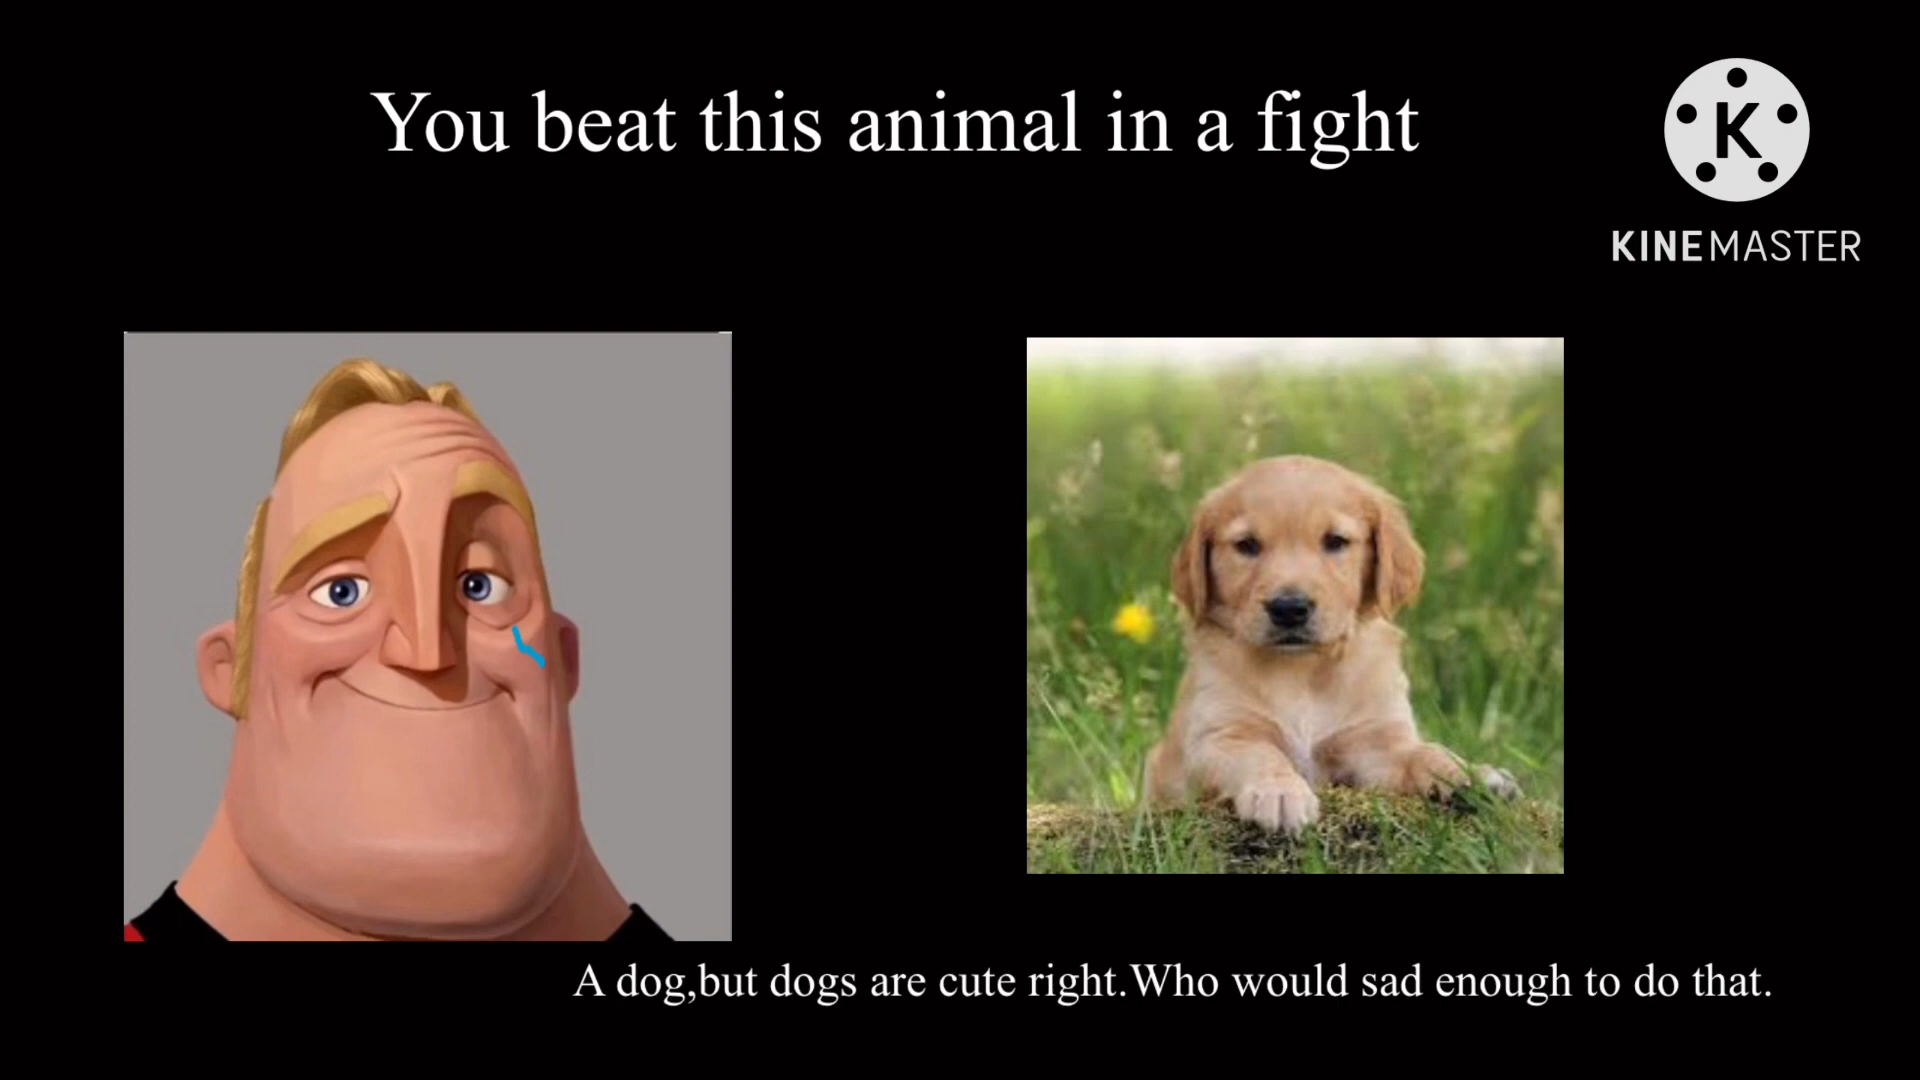 You beat this animal in a fight
K
KINEMASTER
A dog,but dogs are cute right.Who would sad enough to do that.